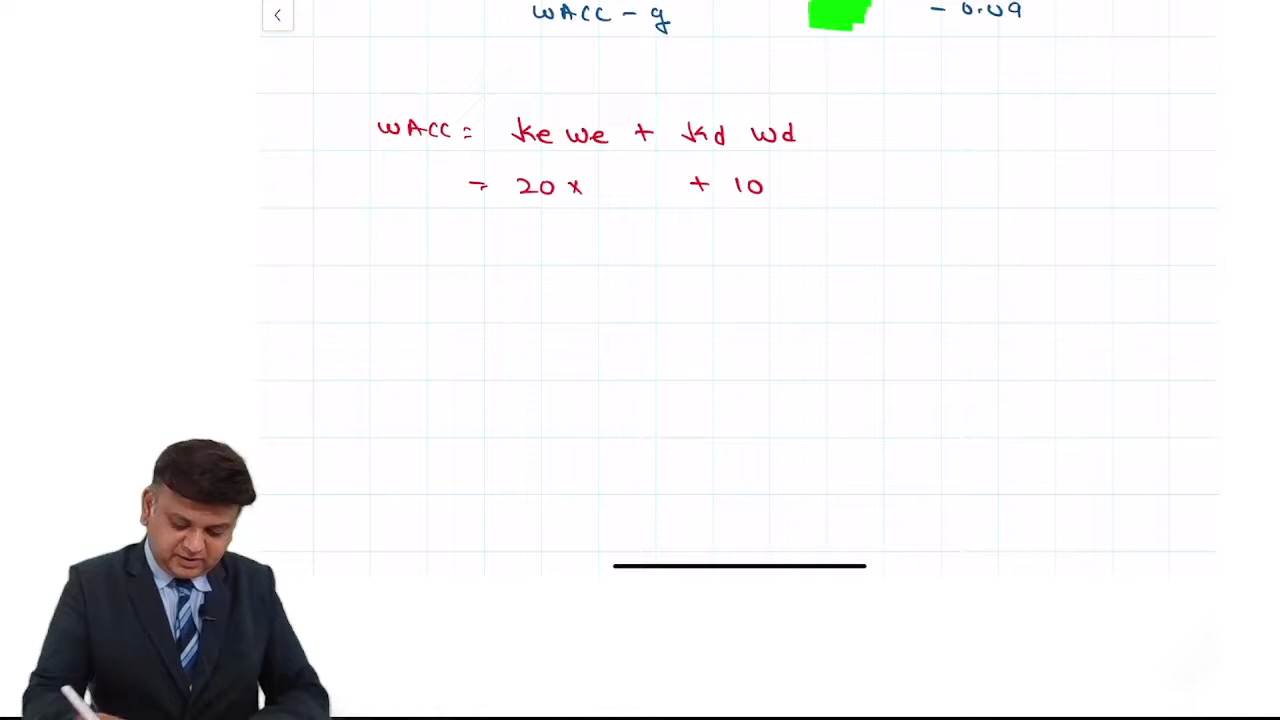 WACC - g - 0.09
WACC = Ke We + Kd Wd
= 20 x + 10